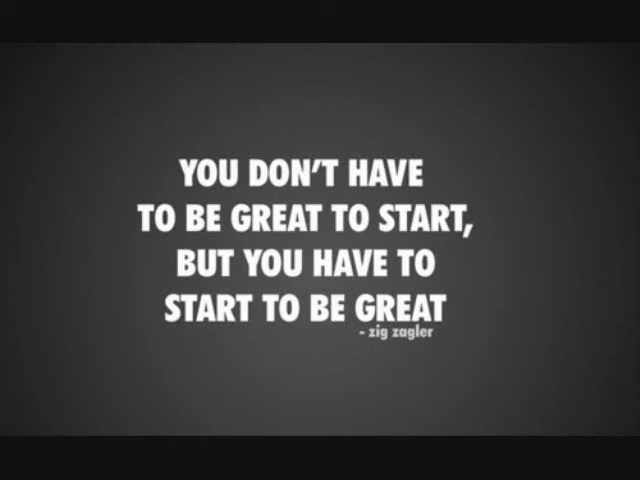 YOU DON'T HAVE
TO BE GREAT TO START,
BUT YOU HAVE TO
START TO BE GREAT
- zig zagler